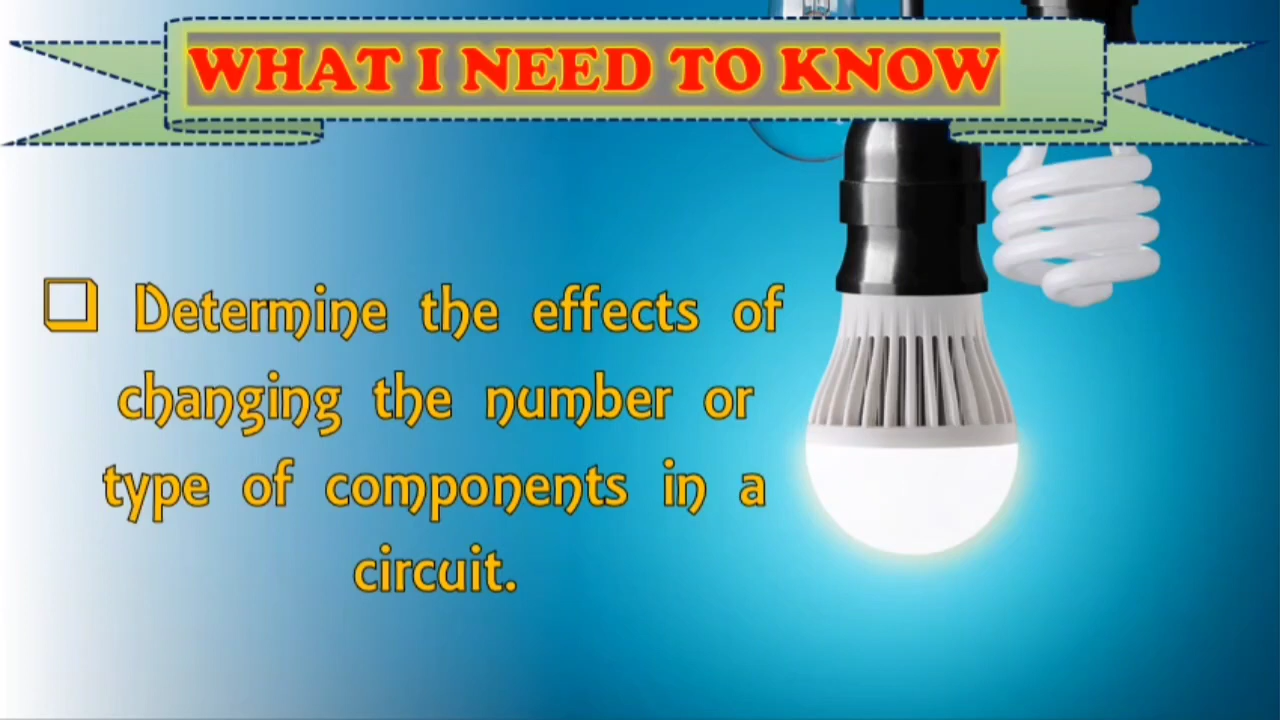 WHAT I NEED TO KNOW
❑ Determine the effects of
changing the number or
type of components in a
circuit.